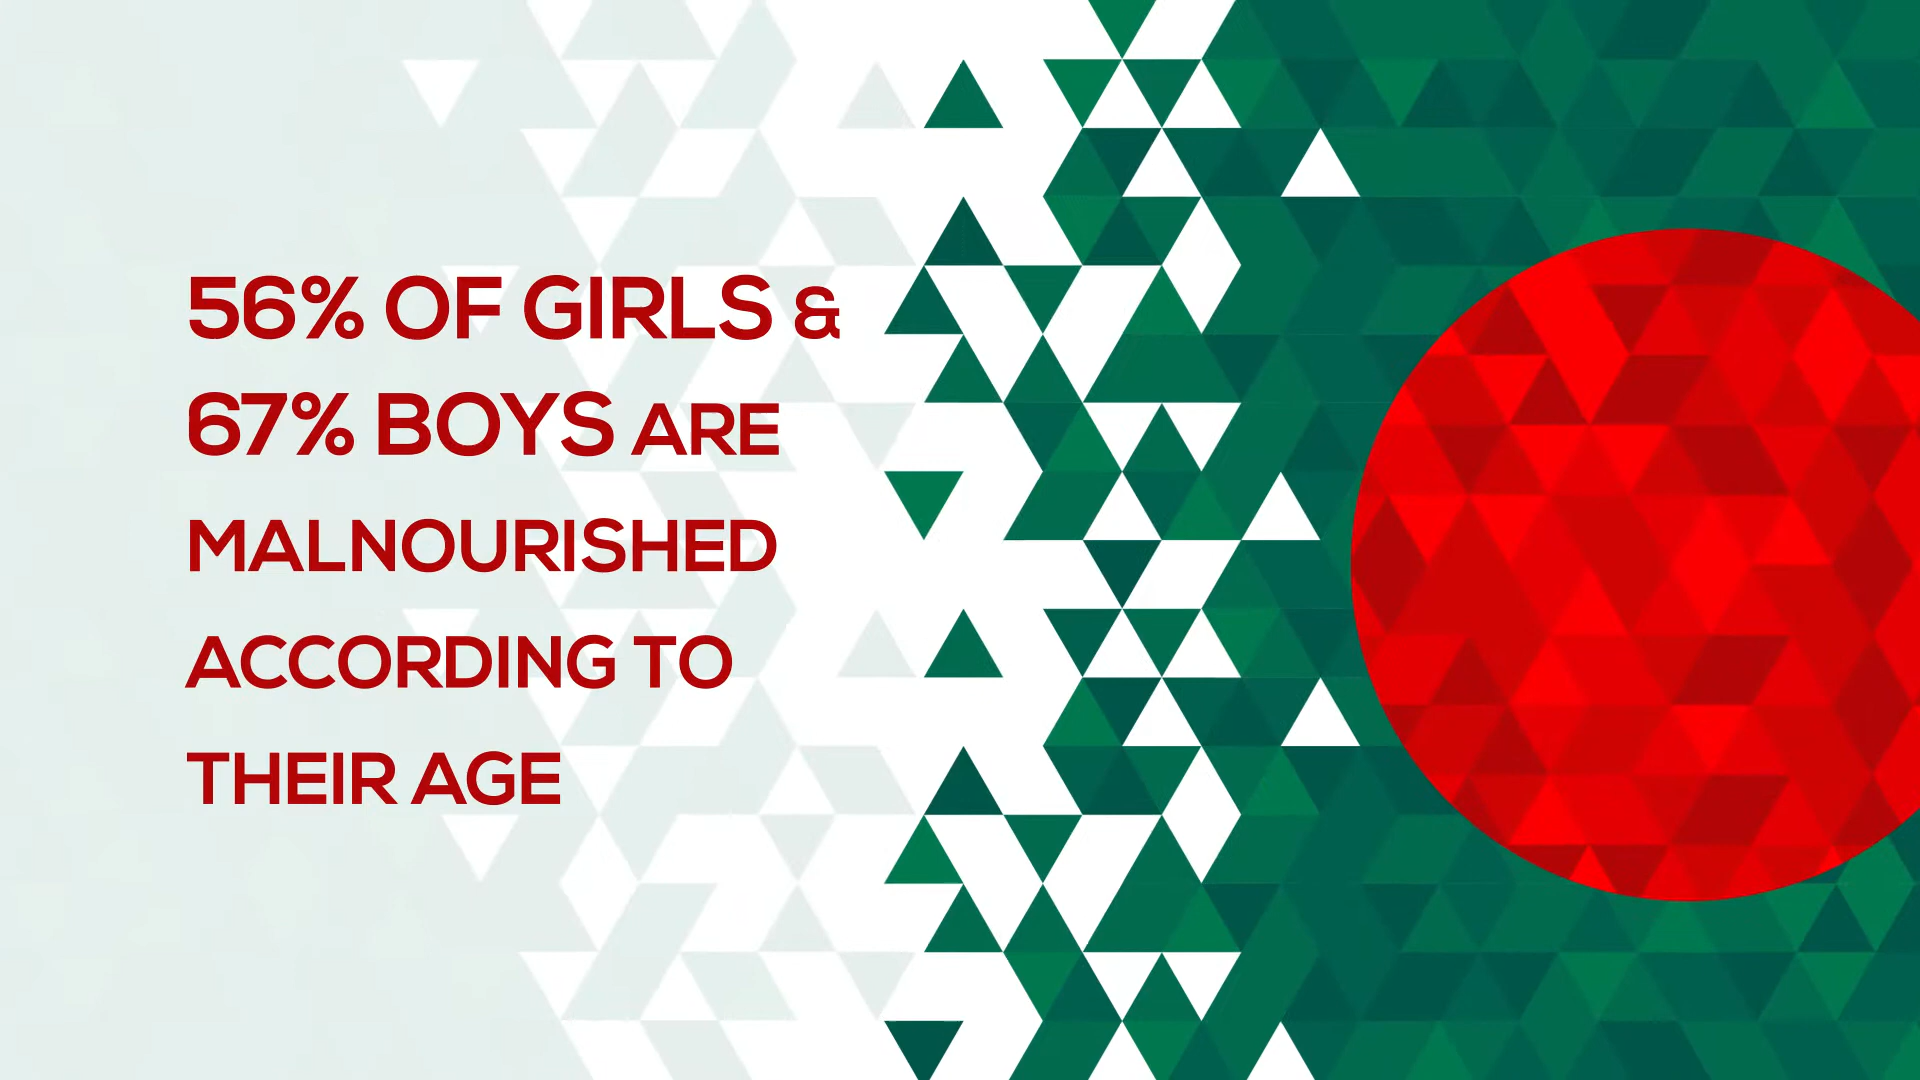 56% OF GIRLS &
67% BOYS ARE
MALNOURISHED
ACCORDING TO
THEIR AGE